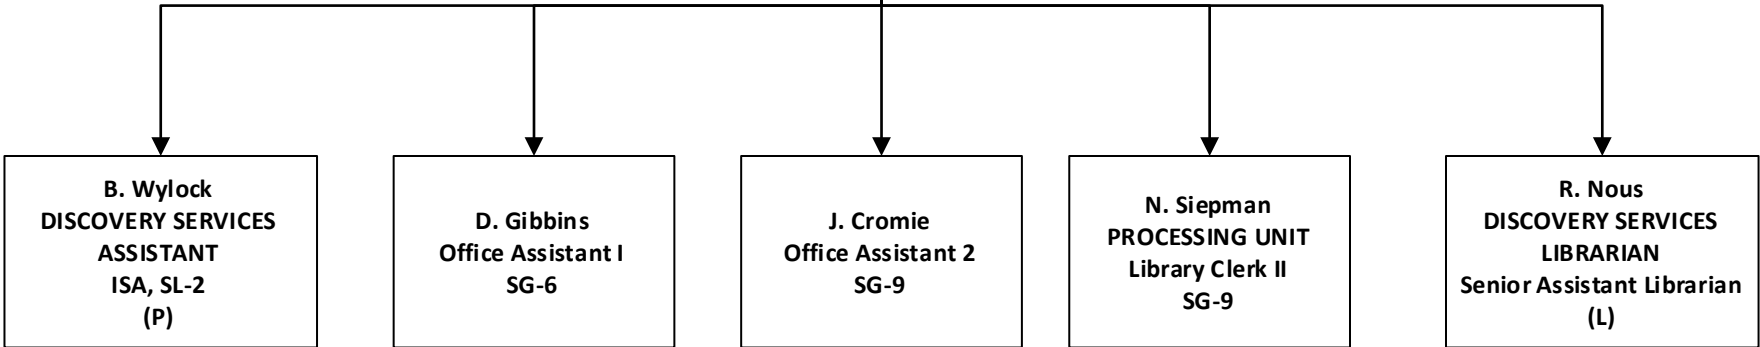 B. Wylock
DISCOVERY SERVICES
ASSISTANT
ISA, SL-2
(P)
D. Gibbins
Office Assistant I
SG-6
J. Cromie
Office Assistant 2
SG-9
N. Siepman
PROCESSING UNIT
Library Clerk II
SG-9
R. Nous
DISCOVERY SERVICES
LIBRARIAN
Senior Assistant Librarian
(L)